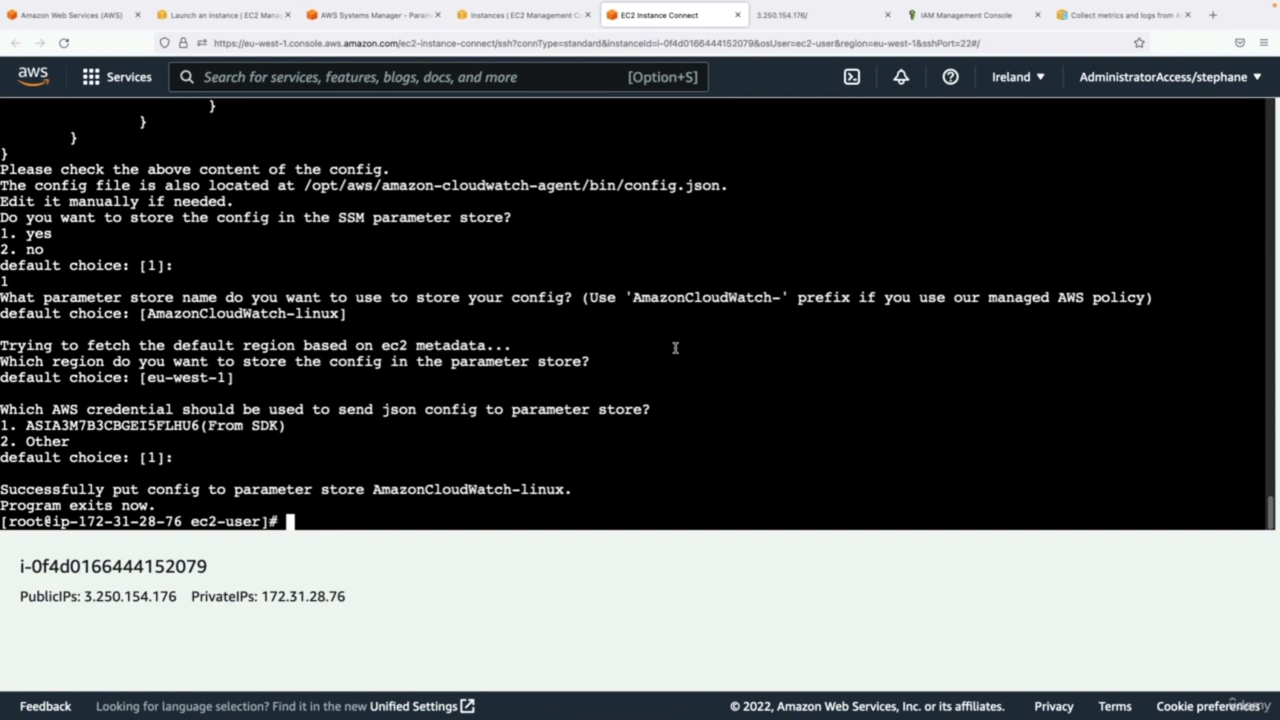 Amazon Web Services (AWS)
Launch an instance | EC2 Mana
AWS Systems Manager - Param
Instances | EC2 Management C
EC2 Instance Connect
3.250.154.176/
IAM Management Console
Collect metrics and logs from A
https://eu-west-1.console.aws.amazon.com/ec2-instance-connect/ssh?connType=standard&instanceId=i-0f4d0166444152079&osUser=ec2-user&region=eu-west-1&sshPort=22#/
aws
Services
Search for services, features, blogs, docs, and more
[Option+S]
Ireland
AdministratorAccess/stephane
}
}
}
}
Please check the above content of the config.
The config file is also located at /opt/aws/amazon-cloudwatch-agent/bin/config.json.
Edit it manually if needed.
Do you want to store the config in the SSM parameter store?
1. yes
2. no
default choice: [1]:
1
What parameter store name do you want to use to store your config? (Use 'AmazonCloudWatch-' prefix if you use our managed AWS policy)
default choice: [AmazonCloudWatch-linux]
Trying to fetch the default region based on ec2 metadata...
Which region do you want to store the config in the parameter store?
default choice: [eu-west-1]
Which AWS credential should be used to send json config to parameter store?
1. ASIA3M7B3CBGEI5FLHU6(From SDK)
2. Other
default choice: [1]:
Successfully put config to parameter store AmazonCloudWatch-linux.
Program exits now.
[root@ip-172-31-28-76 ec2-user]#
i-0f4d0166444152079
PublicIPs: 3.250.154.176 PrivateIPs: 172.31.28.76
Feedback
Looking for language selection? Find it in the new Unified Settings
© 2022, Amazon Web Services, Inc. or its affiliates.
Privacy
Terms
Cookie preferences
Udemy